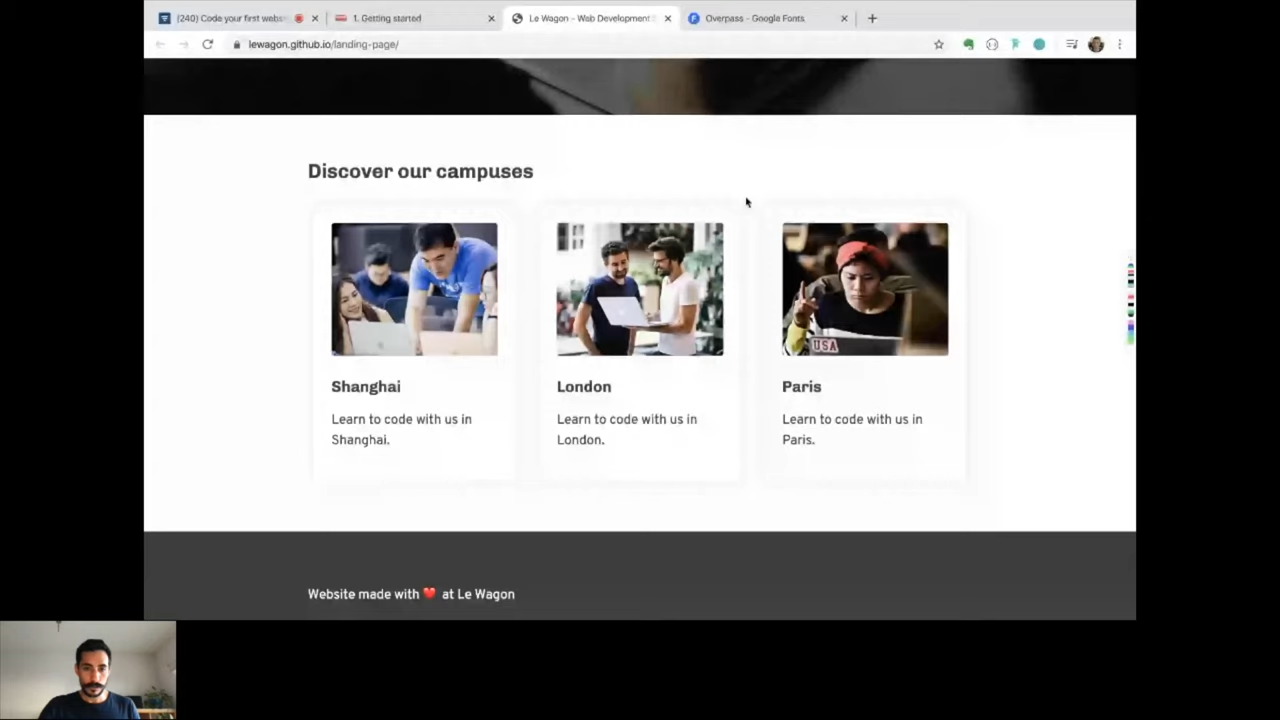 (240) Code your first webs
1. Getting started
Le Wagon – Web Development
Overpass - Google Fonts
lewagon.github.io/landing-page/
Discover our campuses
USA
Shanghai
London
Paris
Learn to code with us in
Shanghai.
Learn to code with us in
London.
Learn to code with us in
Paris.
Website made with ❤️ at Le Wagon